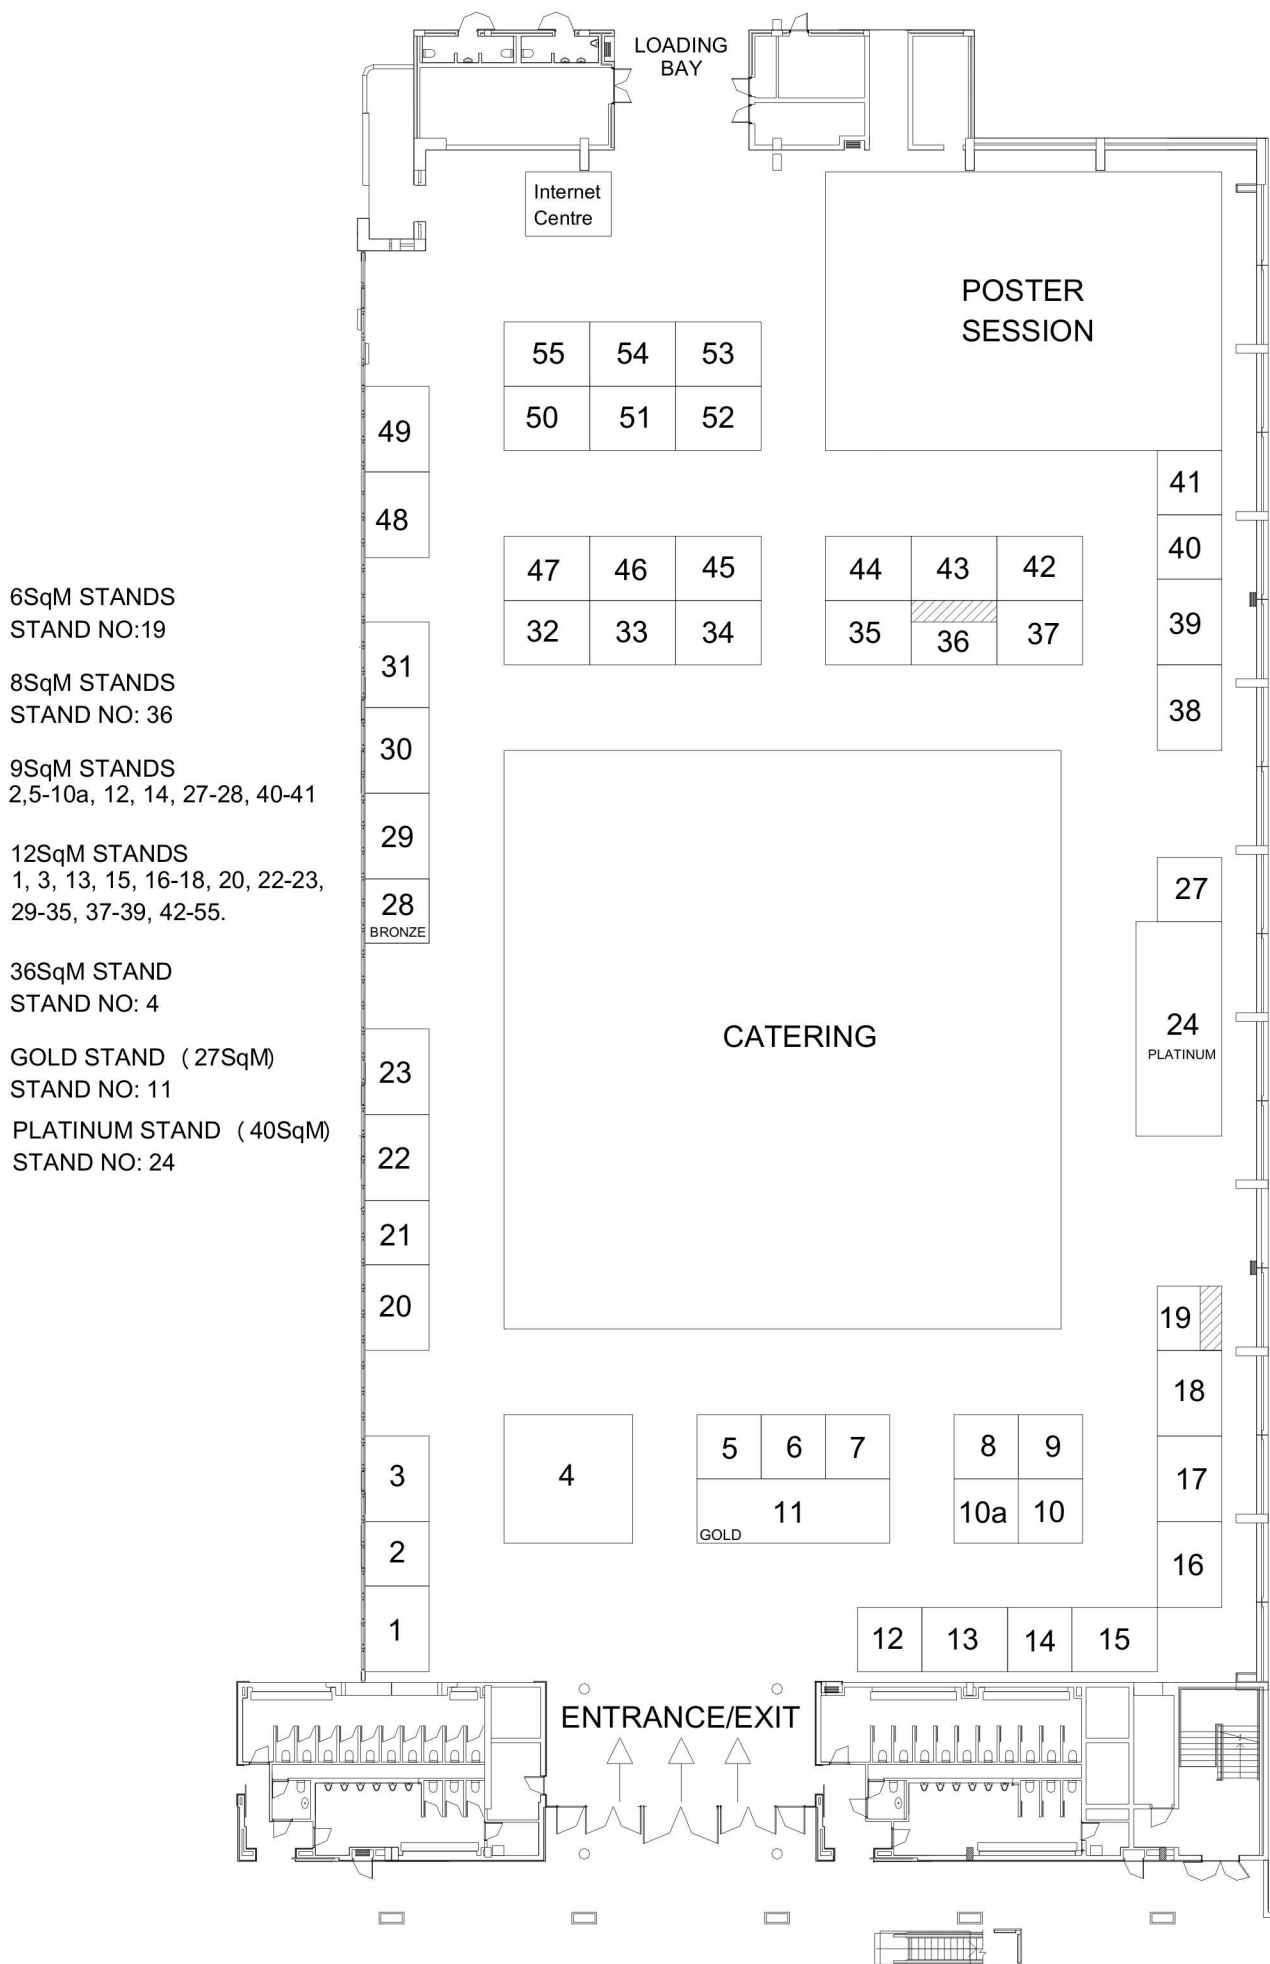 LOADING
BAY
Internet
Centre
POSTER
SESSION
55 54 53
50 51 52
49
48
41
40
39
38
47 46 45
32 33 34
44 43 42
35 36 37
6SqM STANDS
STAND NO:19
8SqM STANDS
STAND NO: 36
9SqM STANDS
2,5-10a, 12, 14, 27-28, 40-41
12SqM STANDS
1, 3, 13, 15, 16-18, 20, 22-23,
29-35, 37-39, 42-55.
36SqM STAND
STAND NO: 4
GOLD STAND ( 27SqM)
STAND NO: 11
PLATINUM STAND ( 40SqM)
STAND NO: 24
31
30
29
28
BRONZE
27
24
PLATINUM
CATERING
23
22
21
20
19
18
17
16
3
2
1
4
5 6 7
11
GOLD
8 9
10a 10
12 13 14 15
ENTRANCE/EXIT